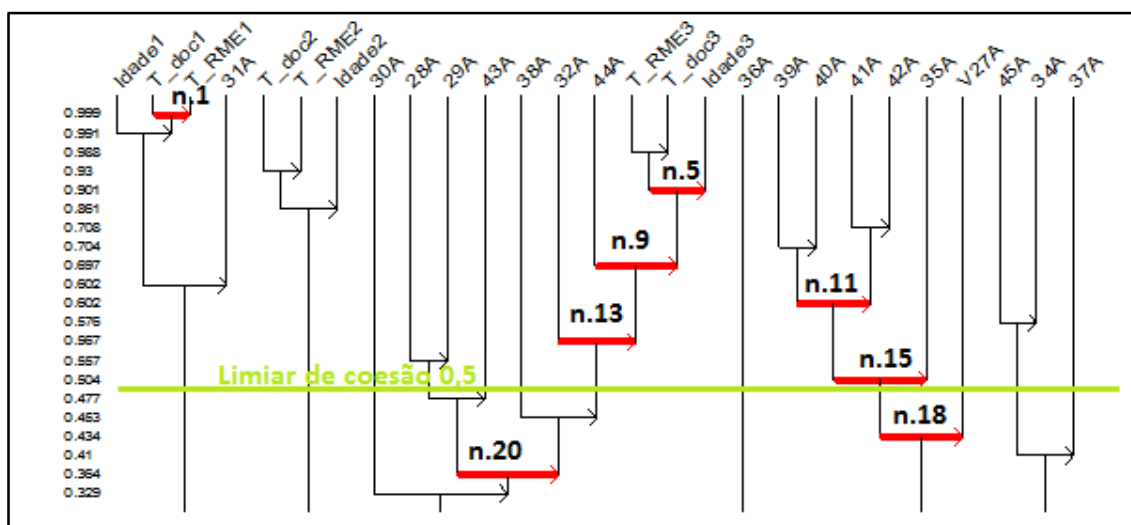 Idade1 T_doc1 T_RME1 31A T_doc2 T_RME2 Idade2 30A 28A 29A 43A 38A 32A 44A T_RME3 T_doc3 Idade3 36A 39A 40A 41A 42A 35A V27A 45A 34A 37A
n.1
0.999
0.991
0.988
0.93
n.5
0.901
0.861
0.708
0.704
n.9
0.697
0.602
n.11
0.602
0.576
n.13
0.567
0.557
n.15
0.504
Limiar de coesão 0,5
0.477
0.453
n.18
0.434
0.41
n.20
0.364
0.329